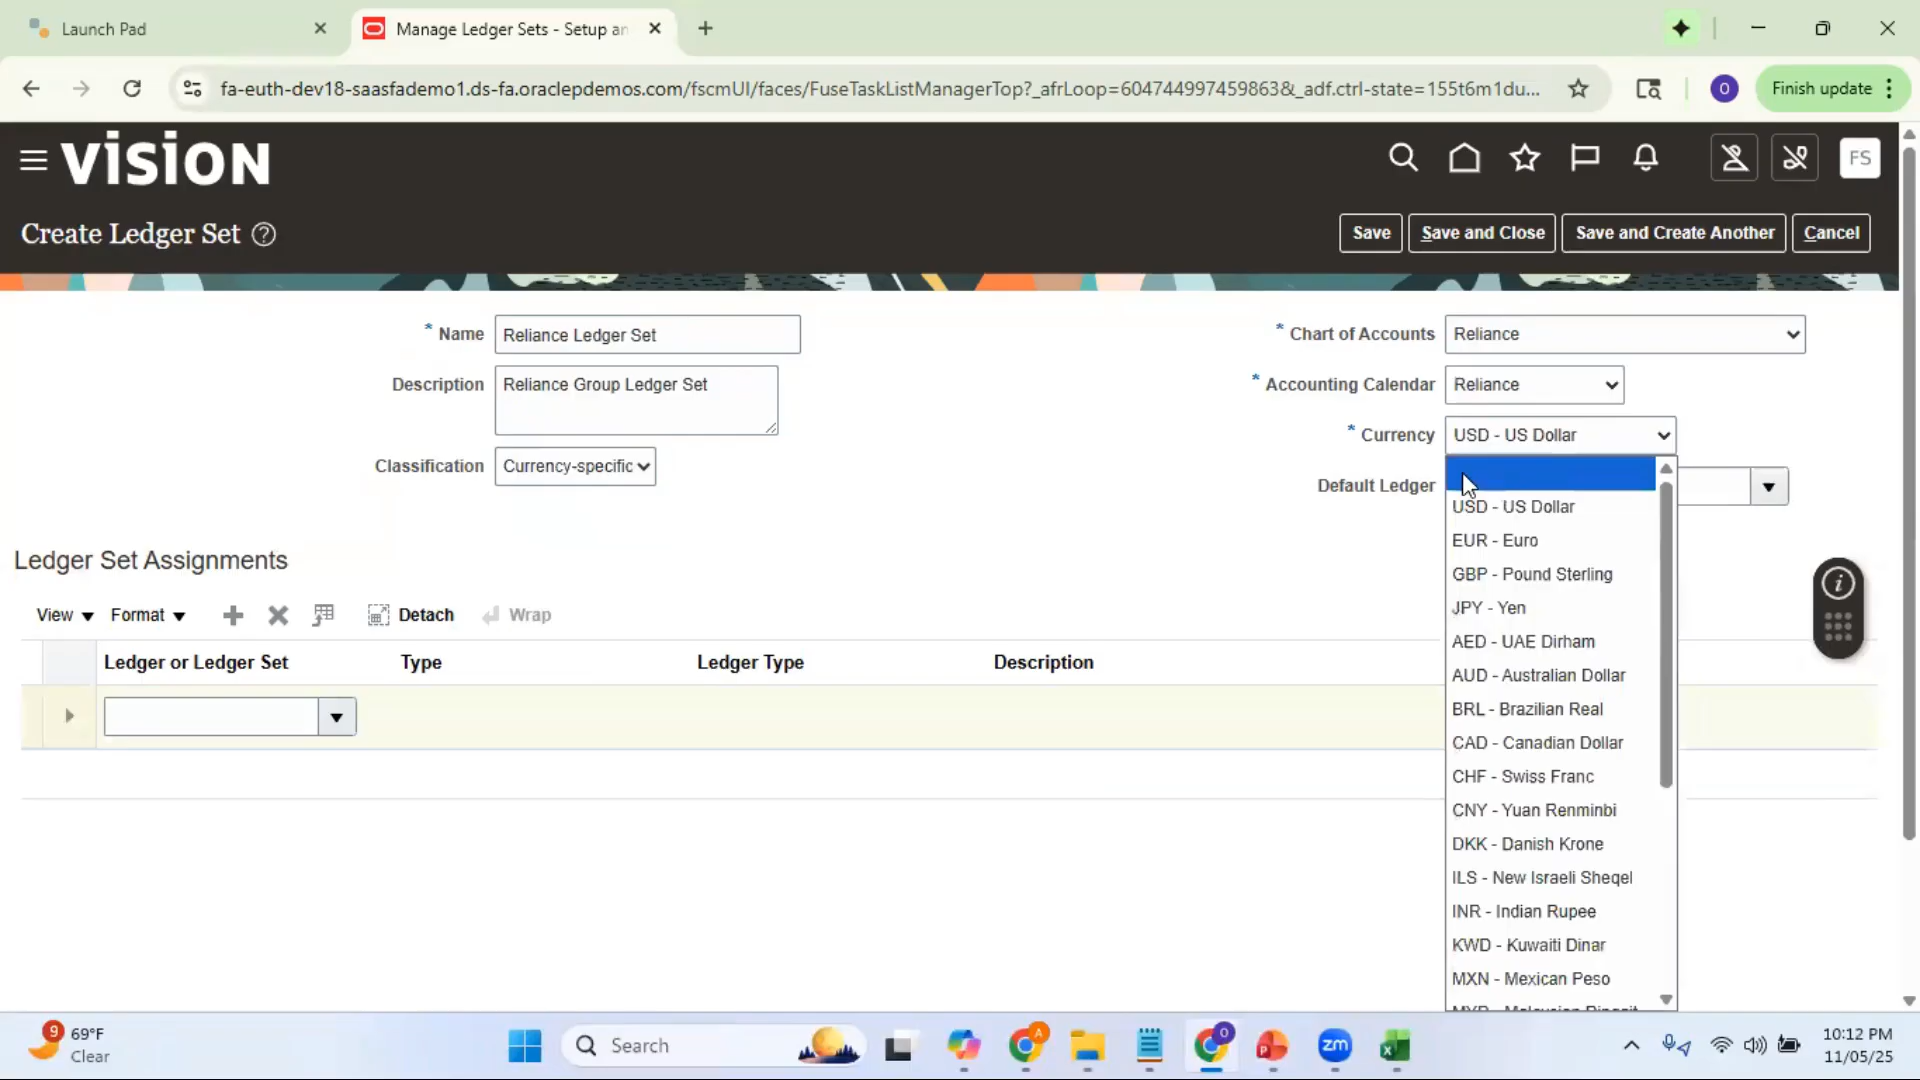 Launch Pad
Manage Ledger Sets - Setup an
fa-euth-dev18-saasfademo1.ds-fa.oraclepdemos.com/fscmUI/faces/FuseTaskListManagerTop?_afrLoop=604744997459863&_adf.ctrl-state=155t6m1du...
O
Finish update
VISION
FS
Create Ledger Set
Save
Save and Close
Save and Create Another
Cancel
* Name
Reliance Ledger Set
* Chart of Accounts
Reliance
Description
Reliance Group Ledger Set
* Accounting Calendar
Reliance
* Currency
USD - US Dollar
Classification
Currency-specific
Default Ledger
USD - US Dollar
EUR - Euro
GBP - Pound Sterling
JPY - Yen
AED - UAE Dirham
AUD - Australian Dollar
BRL - Brazilian Real
CAD - Canadian Dollar
CHF - Swiss Franc
CNY - Yuan Renminbi
DKK - Danish Krone
ILS - New Israeli Sheqel
INR - Indian Rupee
KWD - Kuwaiti Dinar
MXN - Mexican Peso
Ledger Set Assignments
View
Format
Detach
Wrap
Ledger or Ledger Set
Type
Ledger Type
Description
9
69°F
Clear
Search
A
O
zm
10:12 PM
11/05/25